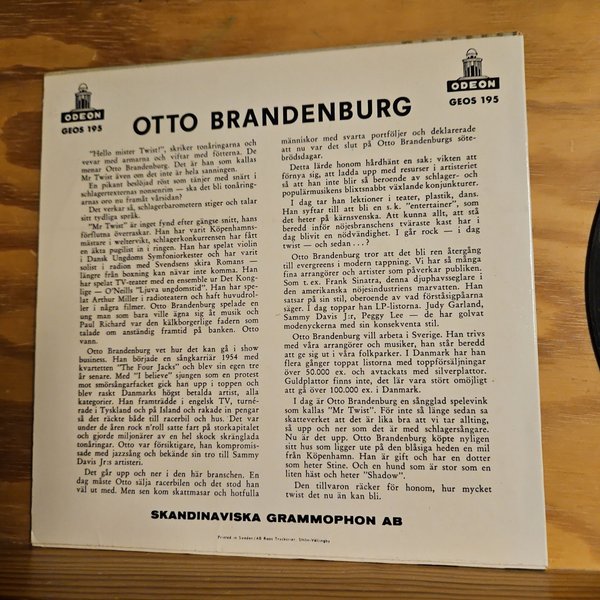 ODEON
GEOS 195
OTTO BRANDENBURG
ODEON
GEOS 195
"Hello mister Twist!", skriker tonåringarna och
vevar med armarna och viftar med fötterna. De
menar Otto Brandenburg. Det är han som kallas
Mr Twist även om det inte är hela sanningen.
En pikant beslöjad röst som tänjer med snärt i
schlagertexternas nonsenrim — ska det bli tonåring-
arnas oro nu framåt vårsidan?
Det verkar så, schlagerbarometern stiger och talar
sitt tydliga språk.
"Mr Twist" är inget fynd efter gängse snitt, hans
förflutna överraskar. Han har varit Köpenhamns-
mästare i weltervikt, schlagerkonkurrensen har fått
en äkta pugilist in i ringen. Han har spelat violin
i Dansk Ungdoms Symfoniorkester och har varit
solist i radion med Svendsens skira Romans —
längre från boxning kan nävar inte komma. Han
har spelat TV-teater med en ensemble ur Det Kong-
lige — O'Neills "Ljuva ungdomstid". Han har spe-
lat Arthur Miller i radioteatern och haft huvudrol-
ler i några filmer. Otto Brandenburg spelade en
ung man som bara ville ägna sig åt musik och
Paul Richard var den kälkborgerlige fadern som
talade om anständig framtid på banken. Otto
vann.
Otto Brandenburg vet hur det kan gå i show
business. Han började en sångkarriär 1954 med
kvartetten "The Four Jacks" och blev sin egen tre
år senare. Med "I believe" sjungen som en protest
mot smörsångarfacket gick han upp i toppen och
blev raskt Danmarks högst betalda artist, alla
kategorier. Han framträdde i engelsk TV, turné-
rade i Tyskland och på Island och rakade in pengar
så det räckte både till racerbil och hus. Det var
under de åren rock n'roll satte fart på storkapitalet
och gjorde miljonärer av en hel skock skränglada
tonåringar. Otto var försiktigare, han kompromis-
sade med jazzsång och bekände sin tro till Sammy
Davis Jr:s artisteri.
Det går upp och ner i den här branschen. En
dag måste Otto sälja racerbilen och det stod han
väl ut med. Men sen kom skattmasar och hotfulla
människor med svarta portföljer och deklarerade
att nu var det slut på Otto Brandenburgs söte-
brödsdagar.
Detta lärde honom hårdhänt en sak: vikten att
förnya sig, att ladda upp med resurser i artisteriet
så att han inte blir så beroende av schlager- och
populärmusikens blixtsnabbt växlande konjunkturer.
I dag tar han lektioner i teater, plastik, dans.
Han syftar till att bli en s.k. "entertainer", som
det heter på kärnsvenska. Att kunna allt, att stå
beredd inför nöjesbranschens tvåraste kast har i
dag blivit en nödvändighet. I går rock — i dag
twist — och sedan...?
Otto Brandenburg tror att det bli ren återgång
till evergreens i modern tappning. Vi har så många
fina arrangörer och artister som påverkar publiken.
Som t. ex. Frank Sinatra, denna djuphavsseglare i
den amerikanska nöjesindustriens marvatten. Han
satsar på sin stil, oberoende av vad förståsigpåarna
säger. I dag toppar han LP-listorna. Judy Garland,
Sammy Davis J:r, Peggy Lee — de har golvat
modenyckerna med sin konsekventa stil.
Otto Brandenburg vill arbeta i Sverige. Han trivs
med våra arrangörer och musiker, han står beredd
att ge sig ut i våra folkparker. I Danmark har han
flera gånger toppat listorna med toppförsäljningar
över 50.000 ex. och avtackats med silverplattor.
Guldplattor finns inte, det lär vara stört omöjligt
att gå över 100.000 ex. i Danmark.
I dag är Otto Brandenburg en sångglad spelevink
som kallas "Mr Twist". För inte så länge sedan sa
skatteverket att det är lika bra att vi tar allting,
så upp och ner som det är med schlagersångare.
Nu är det upp. Otto Brandenburg köpte nyligen
sitt hus som ligger ute på den blåsiga heden en mil
från Köpenhamn. Han är gift och har en dotter
som heter Stine. Och en hund som är stor som en
liten häst och heter "Shadow".
Den tillvaron räcker för honom, hur mycket
twist det nu än kan bli.
SKANDINAVISKA GRAMMOPHON AB
Printed in Sweden/AB Roos Tryckeriet, Sthlm-Vällingby